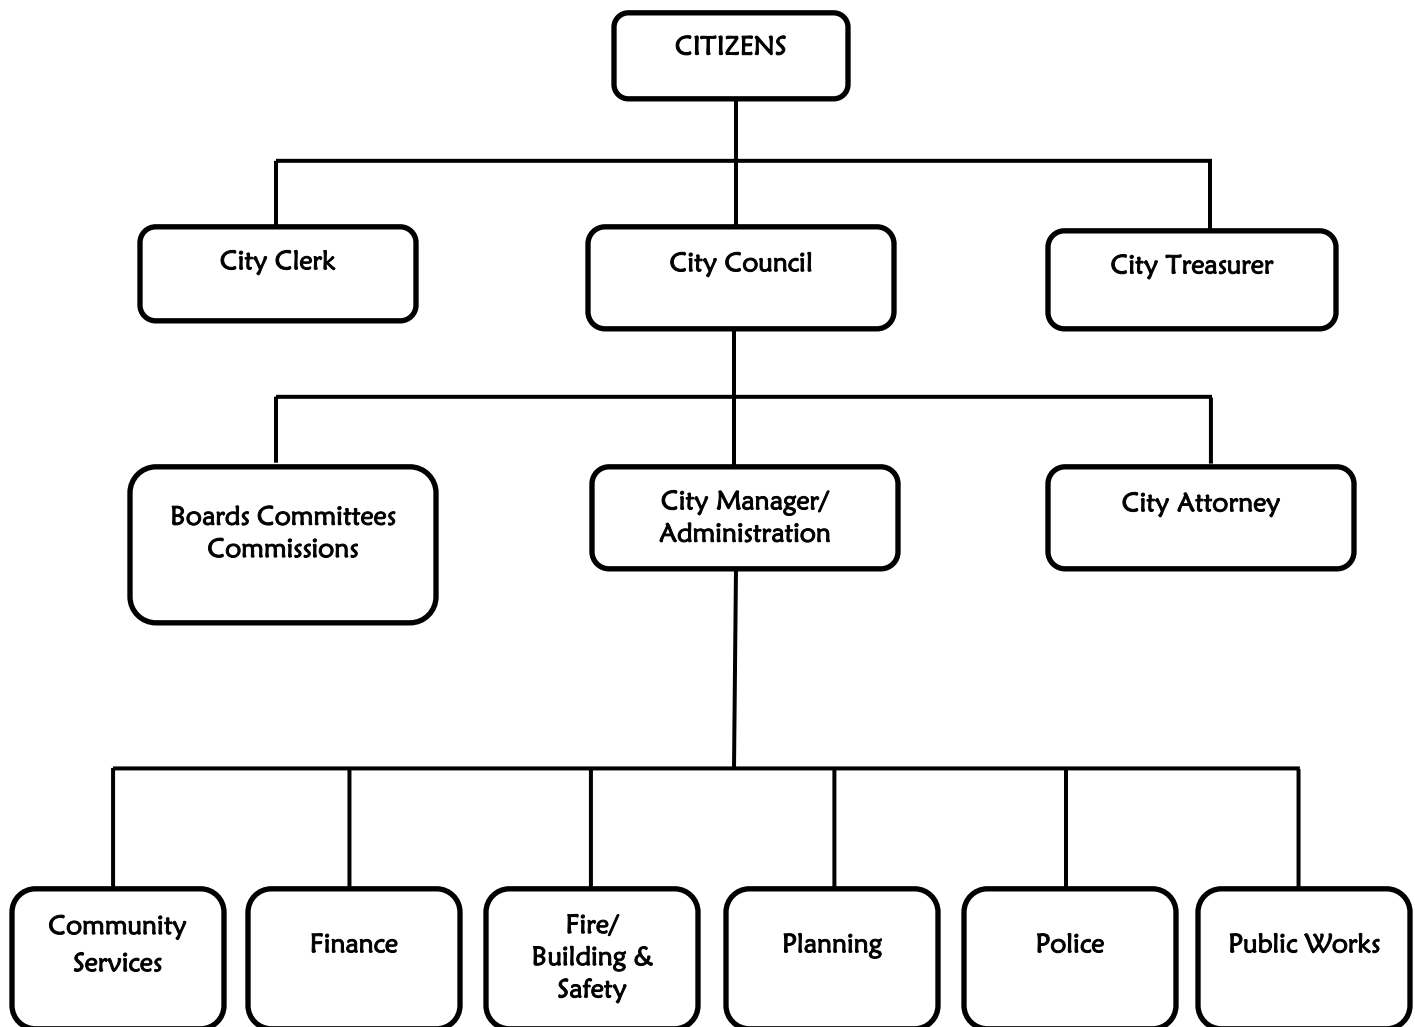 CITIZENS
City Clerk
City Council
City Treasurer
Boards Committees
Commissions
City Manager/
Administration
City Attorney
Community
Services
Finance
Fire/
Building &
Safety
Planning
Police
Public Works